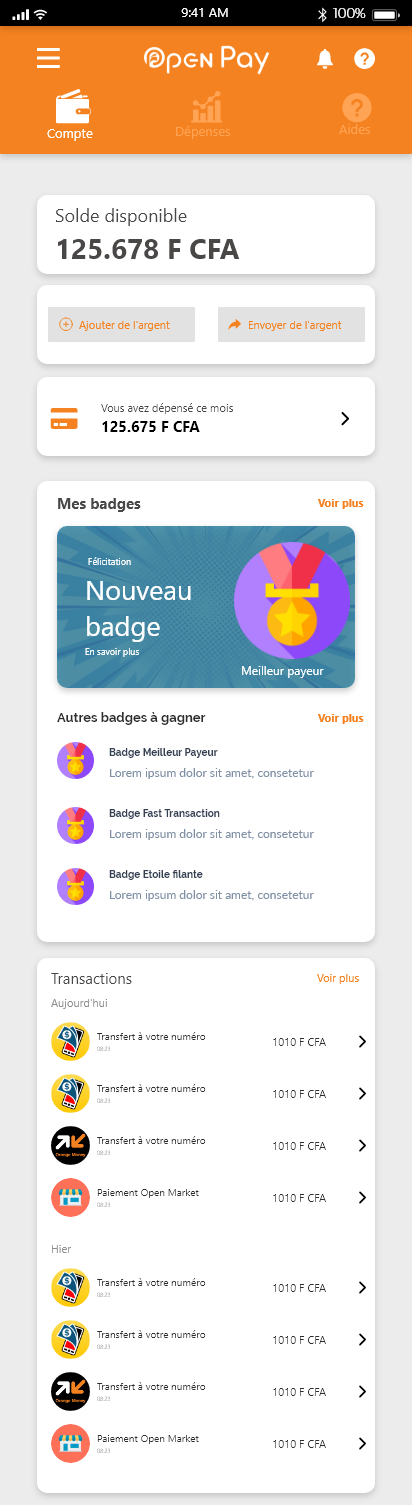 9:41 AM
100%
Open Pay
Compte
Dépenses
Aides
Solde disponible
125.678 F CFA
Ajouter de l'argent
Envoyer de l'argent
Vous avez dépensé ce mois
125.675 F CFA
Mes badges
Voir plus
Félicitation
Nouveau
badge
En savoir plus
Meilleur payeur
Autres badges à gagner
Voir plus
Badge Meilleur Payeur
Lorem ipsum dolor sit amet, consetetur
Badge Fast Transaction
Lorem ipsum dolor sit amet, consetetur
Badge Etoile filante
Lorem ipsum dolor sit amet, consetetur
Transactions
Voir plus
Aujourd'hui
Transfert à votre numéro
1010 F CFA
08:23
Transfert à votre numéro
1010 F CFA
08:23
Transfert à votre numéro
1010 F CFA
08:23
Orange Money
Paiement Open Market
1010 F CFA
08:23
Hier
Transfert à votre numéro
1010 F CFA
08:23
Transfert à votre numéro
1010 F CFA
08:23
Transfert à votre numéro
1010 F CFA
08:23
Orange Money
Paiement Open Market
1010 F CFA
08:23